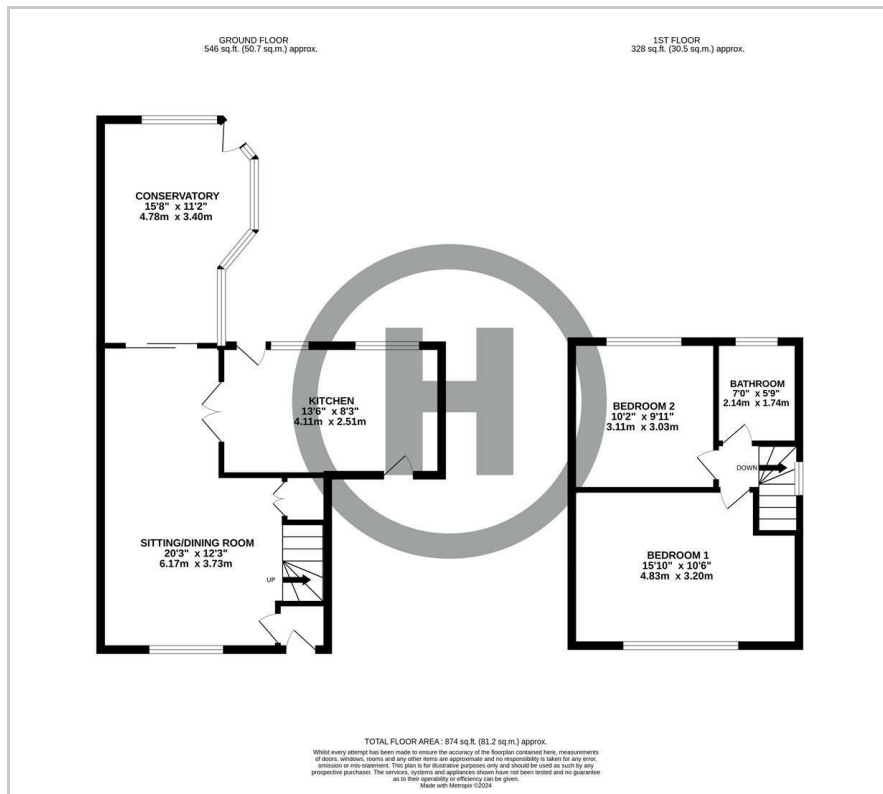 GROUND FLOOR
546 sq.ft. (50.7 sq.m.) approx.
1ST FLOOR
328 sq.ft. (30.5 sq.m.) approx.
CONSERVATORY
15'8" x 11'2"
4.78m x 3.40m
KITCHEN
13'6" x 8'3"
4.11m x 2.51m
SITTING/DINING ROOM
20'3" x 12'3"
6.17m x 3.73m
UP
BEDROOM 2
10'2" x 9'11"
3.11m x 3.03m
BATHROOM
7'0" x 5'9"
2.14m x 1.74m
DOWN
BEDROOM 1
15'10" x 10'6"
4.83m x 3.20m
H
TOTAL FLOOR AREA : 874 sq.ft. (81.2 sq.m.) approx.
Whilst every attempt has been made to ensure the accuracy of the floorplan contained here, measurements
of doors, windows, rooms and any other items are approximate and no responsibility is taken for any error,
omission or mis-statement. This plan is for illustrative purposes only and should be used as such by any
prospective purchaser. The services, systems and appliances shown have not been tested and no guarantee
as to their operability or efficiency can be given.
Made with Metropix ©2024